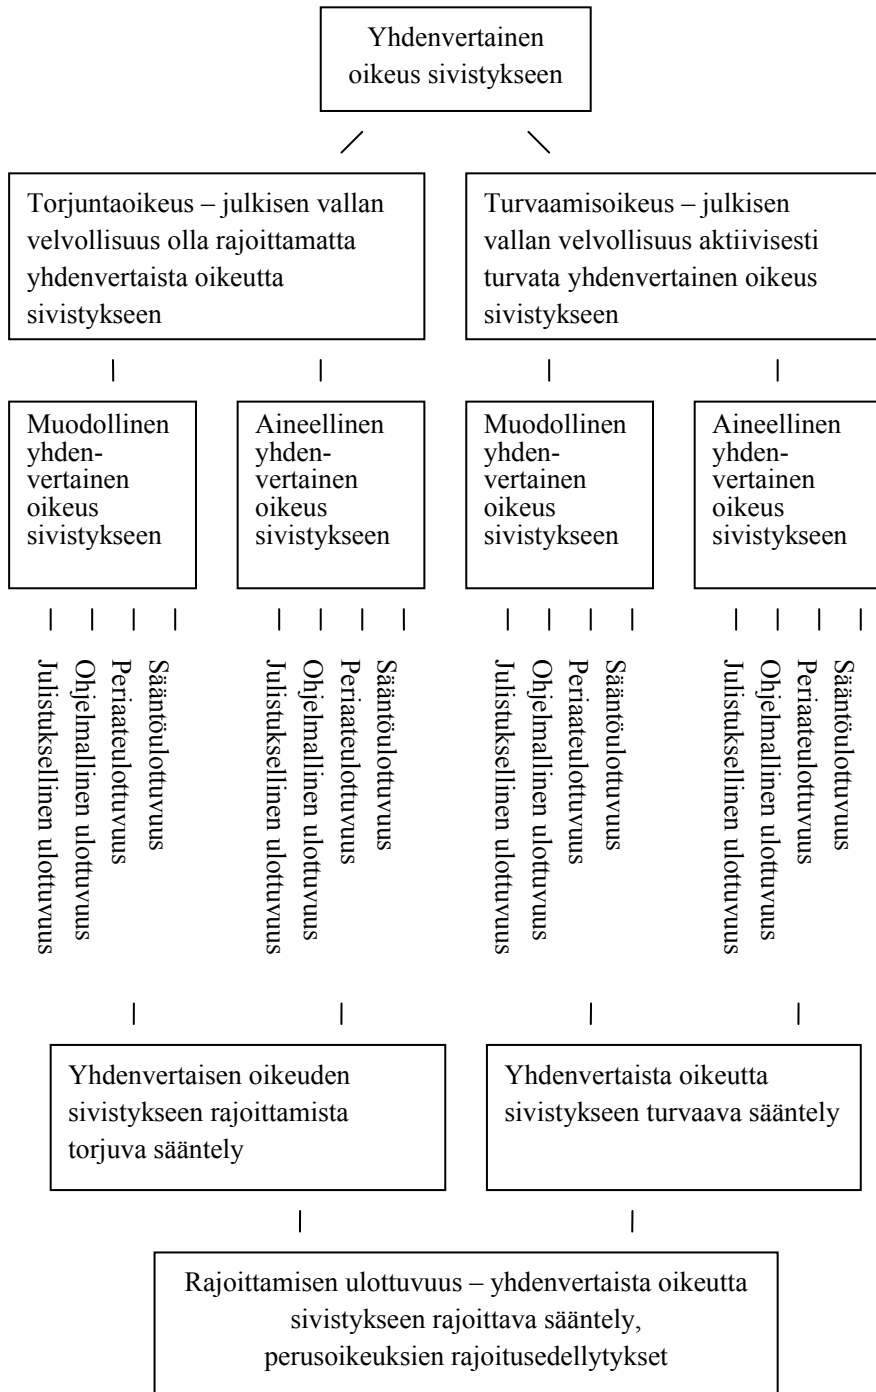 Yhdenvertainen
oikeus sivistykseen
Torjuntaoikeus – julkisen vallan
velvollisuus olla rajoittamatta
yhdenvertaista oikeutta
sivistykseen
Turvaamisoikeus – julkisen
vallan velvollisuus aktiivisesti
turvata yhdenvertainen oikeus
sivistykseen
Muodollinen
yhden-
vertainen
oikeus
sivistykseen
Aineellinen
yhden-
vertainen
oikeus
sivistykseen
Muodollinen
yhden-
vertainen
oikeus
sivistykseen
Aineellinen
yhden-
vertainen
oikeus
sivistykseen
Julistuksellinen ulottuvuus
Ohjelmallinen ulottuvuus
Periaateulottuvuus
Sääntöulottuvuus
Julistuksellinen ulottuvuus
Ohjelmallinen ulottuvuus
Periaateulottuvuus
Sääntöulottuvuus
Julistuksellinen ulottuvuus
Ohjelmallinen ulottuvuus
Periaateulottuvuus
Sääntöulottuvuus
Julistuksellinen ulottuvuus
Ohjelmallinen ulottuvuus
Periaateulottuvuus
Sääntöulottuvuus
Yhdenvertaisen oikeuden
sivistykseen rajoittamista
torjuva sääntely
Yhdenvertaista oikeutta
sivistykseen turvaava sääntely
Rajoittamisen ulottuvuus – yhdenvertaista oikeutta
sivistykseen rajoittava sääntely,
perusoikeuksien rajoitusedellytykset